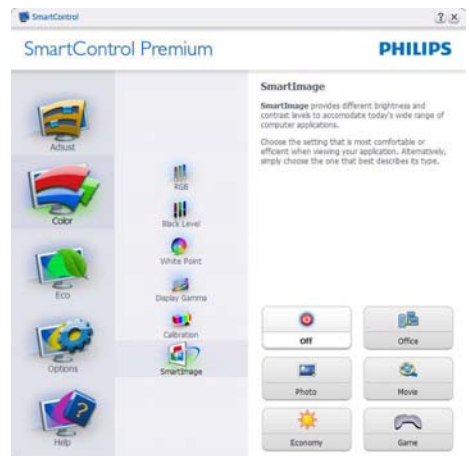 SmartControl
SmartControl Premium
PHILIPS
Adjust
Color
Eco
Options
Help
RGB
Black Level
White Point
Display Gamma
Calibration
SmartImage
SmartImage
SmartImage provides different brightness and
contrast levels to accomodate today's wide range of
computer applications.
Choose the setting that is most comfortable or
efficient when viewing your application. Alternatively,
simply choose the one that best describes its type.
Off
Office
Photo
Movie
Economy
Game